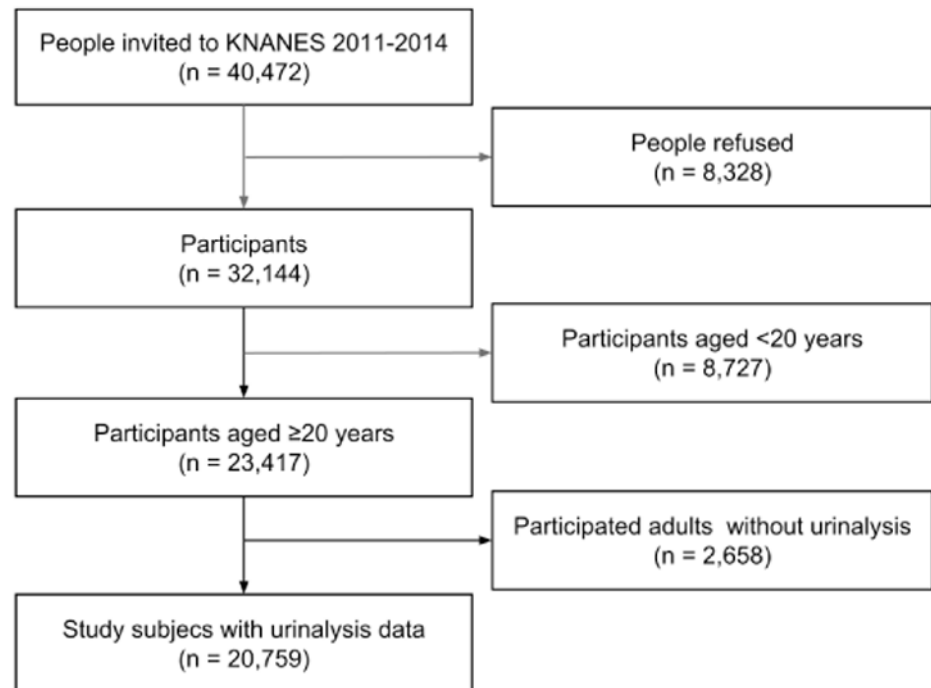 People invited to KNANES 2011-2014
(n = 40,472)
People refused
(n = 8,328)
Participants
(n = 32,144)
Participants aged <20 years
(n = 8,727)
Participants aged ≥20 years
(n = 23,417)
Participated adults  without urinalysis
(n = 2,658)
Study subjecs with urinalysis data
(n = 20,759)